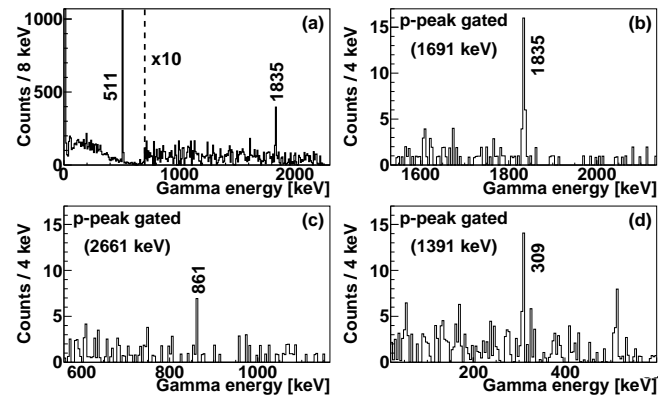 (a)
Counts / 8 keV
1000
500
0
511
x10
1835
0 1000 2000
Gamma energy [keV]
(b)
p-peak gated
(1691 keV)
Counts / 4 keV
15
10
5
0
1835
1600 1800 2000
Gamma energy [keV]
(c)
p-peak gated
(2661 keV)
Counts / 4 keV
15
10
5
0
861
600 800 1000
Gamma energy [keV]
(d)
p-peak gated
(1391 keV)
Counts / 4 keV
15
10
5
0
309
200 400
Gamma energy [keV]